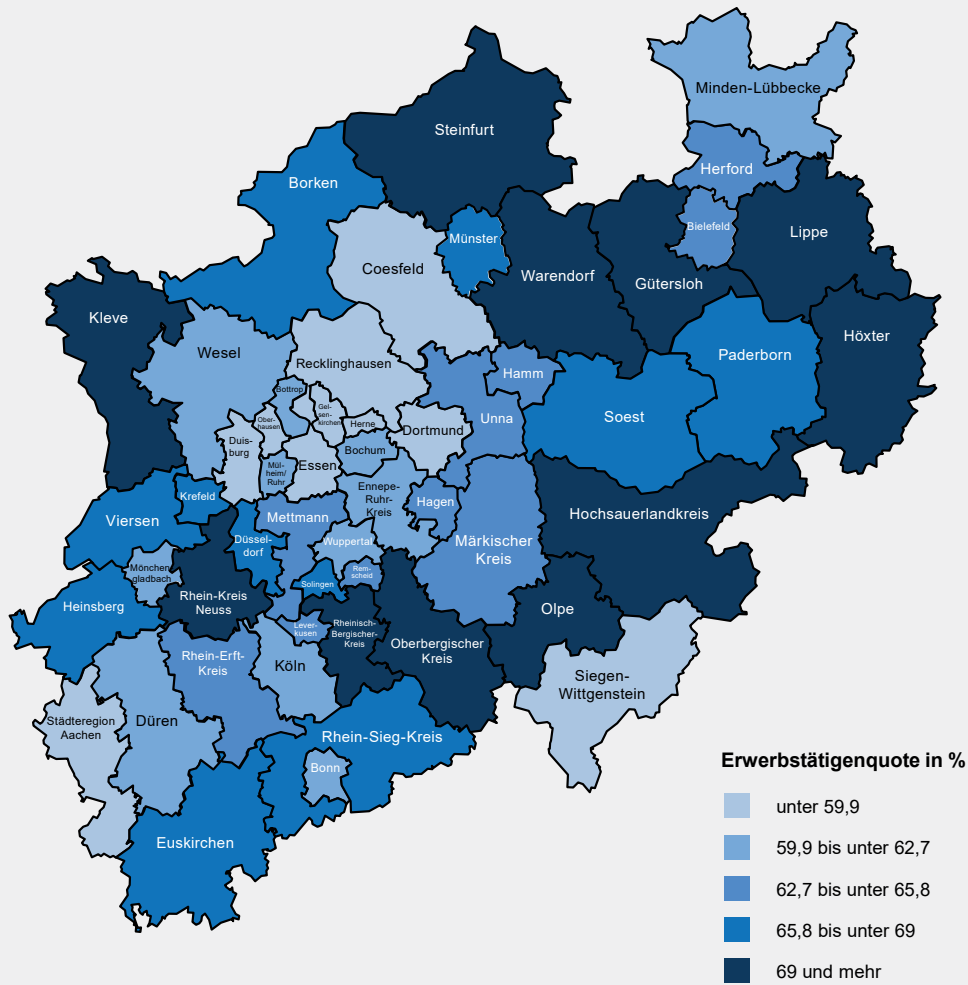 Minden-Lübbecke
Steinfurt
Herford
Borken
Bielefeld
Lippe
Münster
Coesfeld
Warendorf
Gütersloh
Kleve
Höxter
Wesel
Paderborn
Recklinghausen
Hamm
Bottrop
Gel-
sen-
kirchen
Unna
Soest
Ober-
hausen
Herne
Dortmund
Duis-
burg
Bochum
Essen
Mül-
heim/
Ruhr
Ennepe-
Ruhr-
Kreis
Krefeld
Hagen
Viersen
Mettmann
Hochsauerlandkreis
Düssel-
dorf
Wuppertal
Märkischer
Kreis
Mönchen
gladbach
Rem-
scheid
Solingen
Heinsberg
Rhein-Kreis
Neuss
Olpe
Lever-
kusen
Rheinisch-
Bergischer-
Kreis
Oberbergischer
Kreis
Rhein-Erft-
Kreis
Köln
Siegen-
Wittgenstein
Städteregion
Aachen
Düren
Rhein-Sieg-Kreis
Bonn
Euskirchen
Erwerbstätigenquote in %
unter 59,9
59,9 bis unter 62,7
62,7 bis unter 65,8
65,8 bis unter 69
69 und mehr